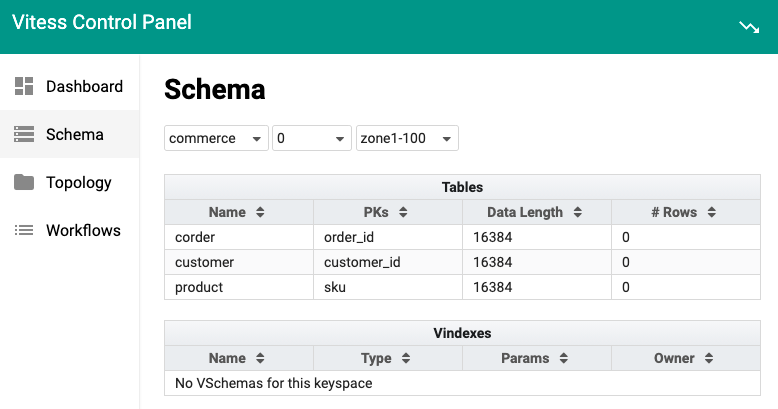 Vitess Control Panel
Dashboard
Schema
Topology
Workflows
Schema
commerce 0 zone1-100
Tables
Name PKs Data Length # Rows
corder order_id 16384 0
customer customer_id 16384 0
product sku 16384 0
Vindexes
Name Type Params Owner
No VSchemas for this keyspace